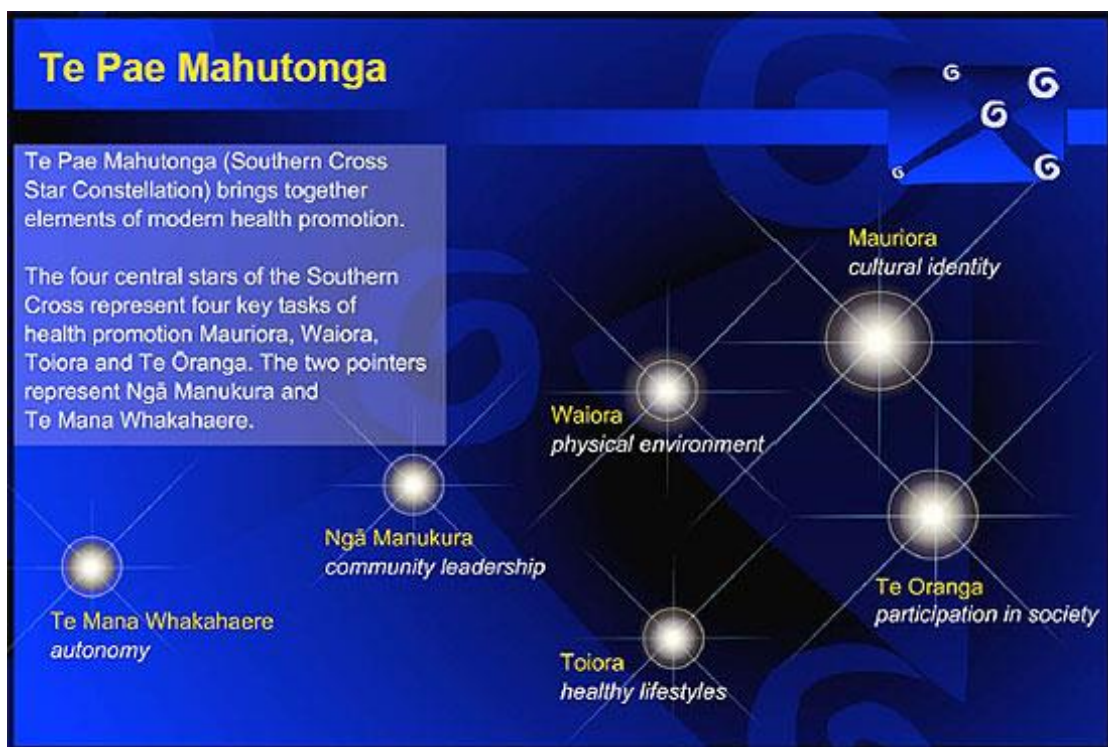 Te Pae Mahutonga
Te Pae Mahutonga (Southern Cross
Star Constellation) brings together
elements of modern health promotion.
The four central stars of the Southern
Cross represent four key tasks of
health promotion Mauriora, Waiora,
Toiora and Te Ōranga. The two pointers
represent Ngā Manukura and
Te Mana Whakahaere.
Mauriora
cultural identity
Waiora
physical environment
Ngā Manukura
community leadership
Te Oranga
participation in society
Te Mana Whakahaere
autonomy
Toiora
healthy lifestyles